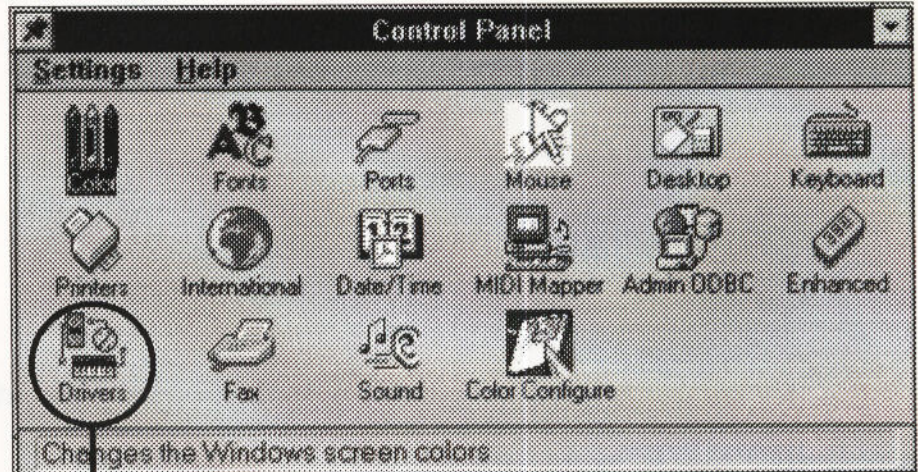 Control Panel
Settings Help
Color Fonts Ports Mouse Desktop Keyboard
Printers International Date/Time MIDI Mapper Admin ODBC Enhanced
Drivers Fax Sound Color Configure
Changes the Windows screen colors